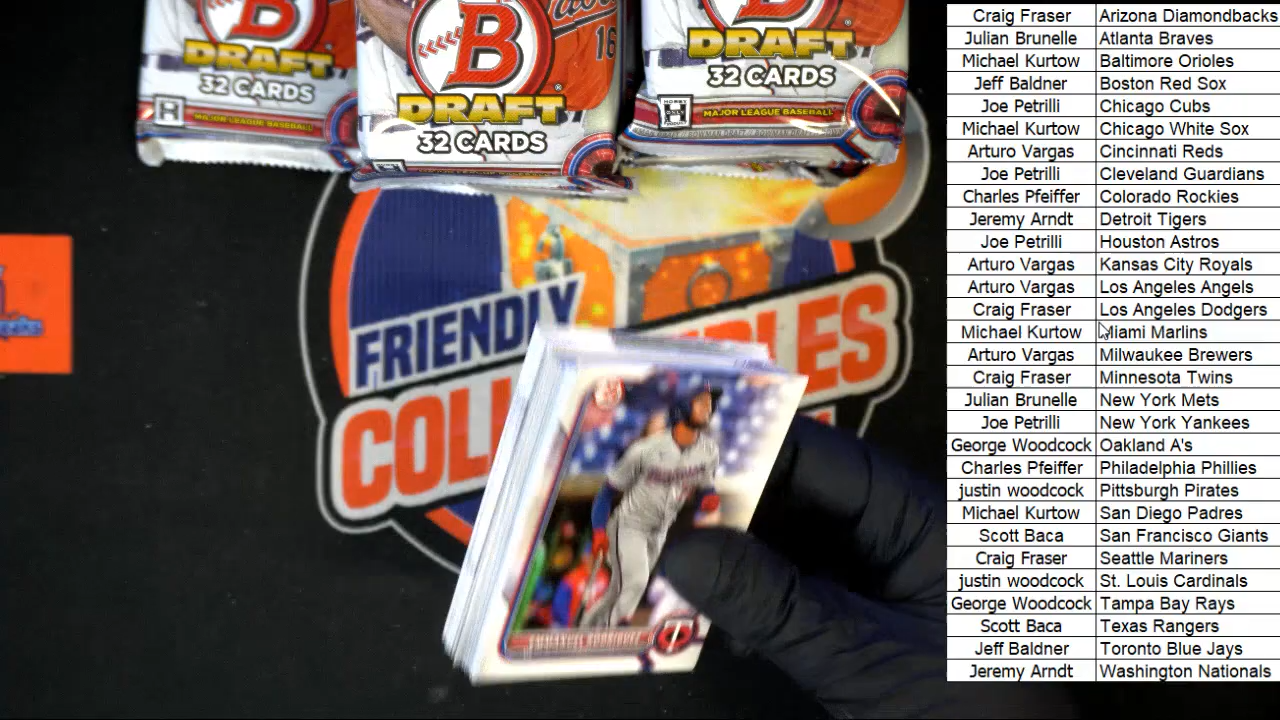 B
DRAFT
32 CARDS
MAJOR LEAGUE BASEBALL
B
16
DRAFT
32 CARDS
B
DRAFT
32 CARDS
HOBBY
MAJOR LEAGUE BASEBALL
FRIENDLY
Craig Fraser Arizona Diamondbacks
Julian Brunelle Atlanta Braves
Michael Kurtow Baltimore Orioles
Jeff Baldner Boston Red Sox
Joe Petrilli Chicago Cubs
Michael Kurtow Chicago White Sox
Arturo Vargas Cincinnati Reds
Joe Petrilli Cleveland Guardians
Charles Pfeiffer Colorado Rockies
Jeremy Arndt Detroit Tigers
Joe Petrilli Houston Astros
Arturo Vargas Kansas City Royals
Arturo Vargas Los Angeles Angels
Craig Fraser Los Angeles Dodgers
Michael Kurtow Miami Marlins
Arturo Vargas Milwaukee Brewers
Craig Fraser Minnesota Twins
Julian Brunelle New York Mets
Joe Petrilli New York Yankees
George Woodcock Oakland A's
Charles Pfeiffer Philadelphia Phillies
justin woodcock Pittsburgh Pirates
Michael Kurtow San Diego Padres
Scott Baca San Francisco Giants
Craig Fraser Seattle Mariners
justin woodcock St. Louis Cardinals
George Woodcock Tampa Bay Rays
Scott Baca Texas Rangers
Jeff Baldner Toronto Blue Jays
Jeremy Arndt Washington Nationals